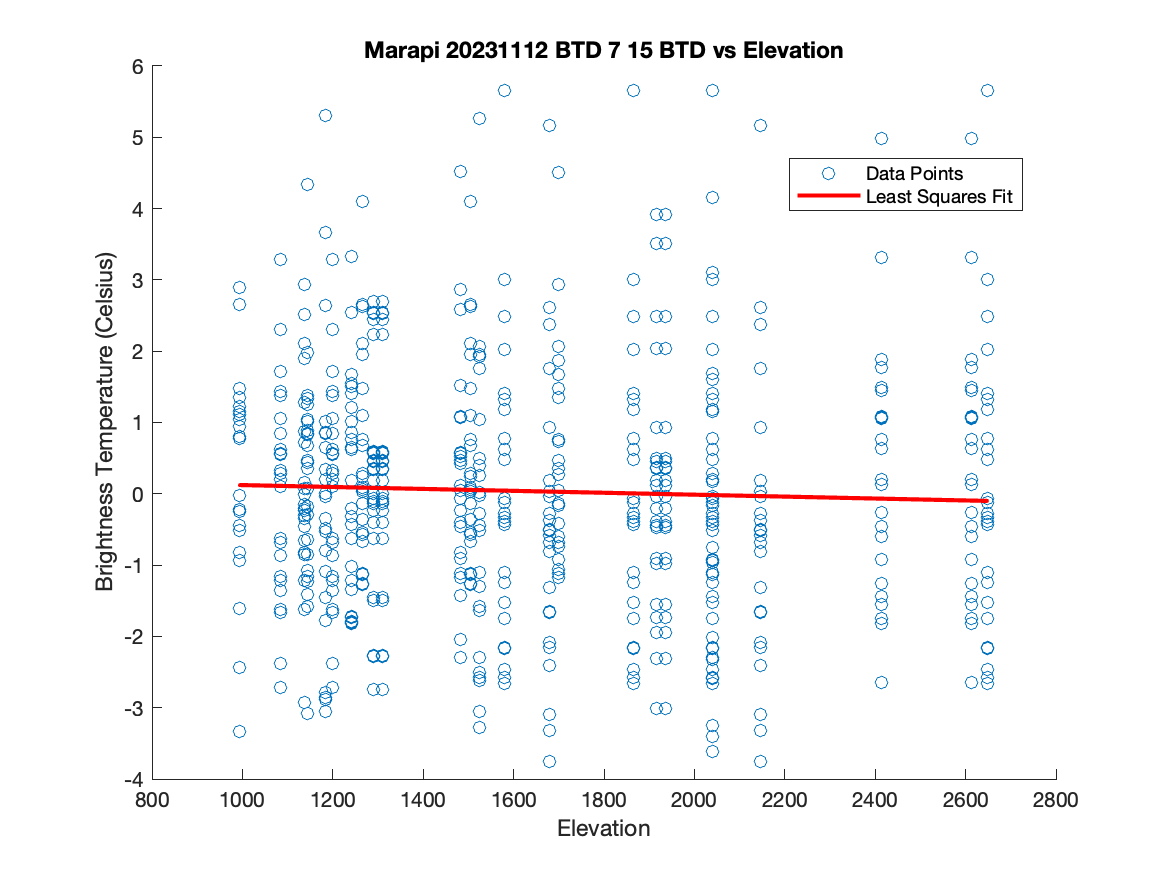 Marapi 20231112 BTD 7 15 BTD vs Elevation
6
5
4
3
2
1
0
-1
-2
-3
-4
Brightness Temperature (Celsius)
Data Points
Least Squares Fit
800 1000 1200 1400 1600 1800 2000 2200 2400 2600 2800
Elevation